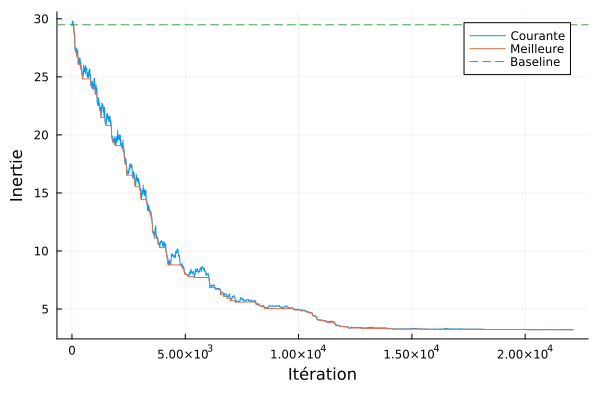 30
25
20
15
10
5
Inertie
Courante
Meilleure
Baseline
0 5.00×10³ 1.00×10⁴ 1.50×10⁴ 2.00×10⁴
Itération